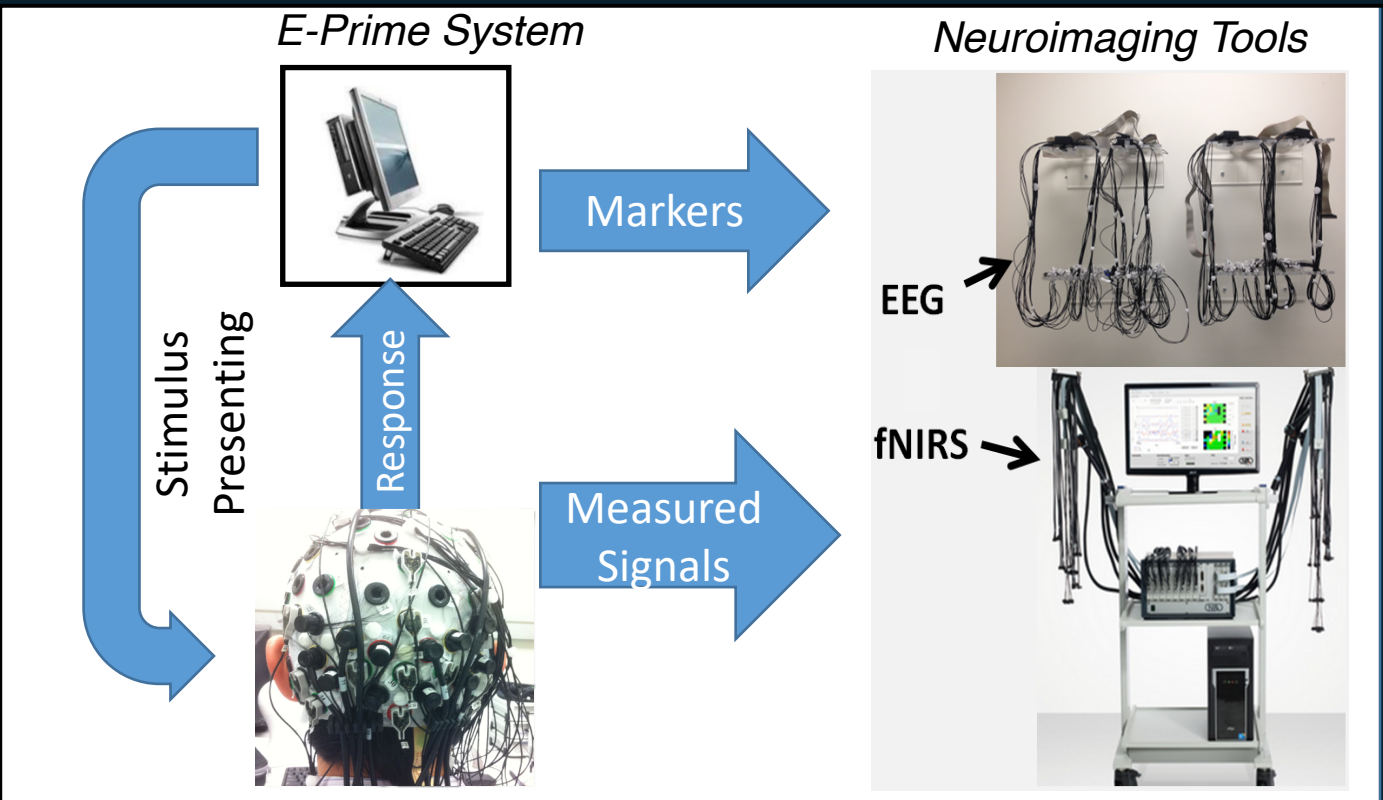 E-Prime System
Neuroimaging Tools
Markers
EEG
Stimulus
Presenting
Response
fNIRS
Measured
Signals